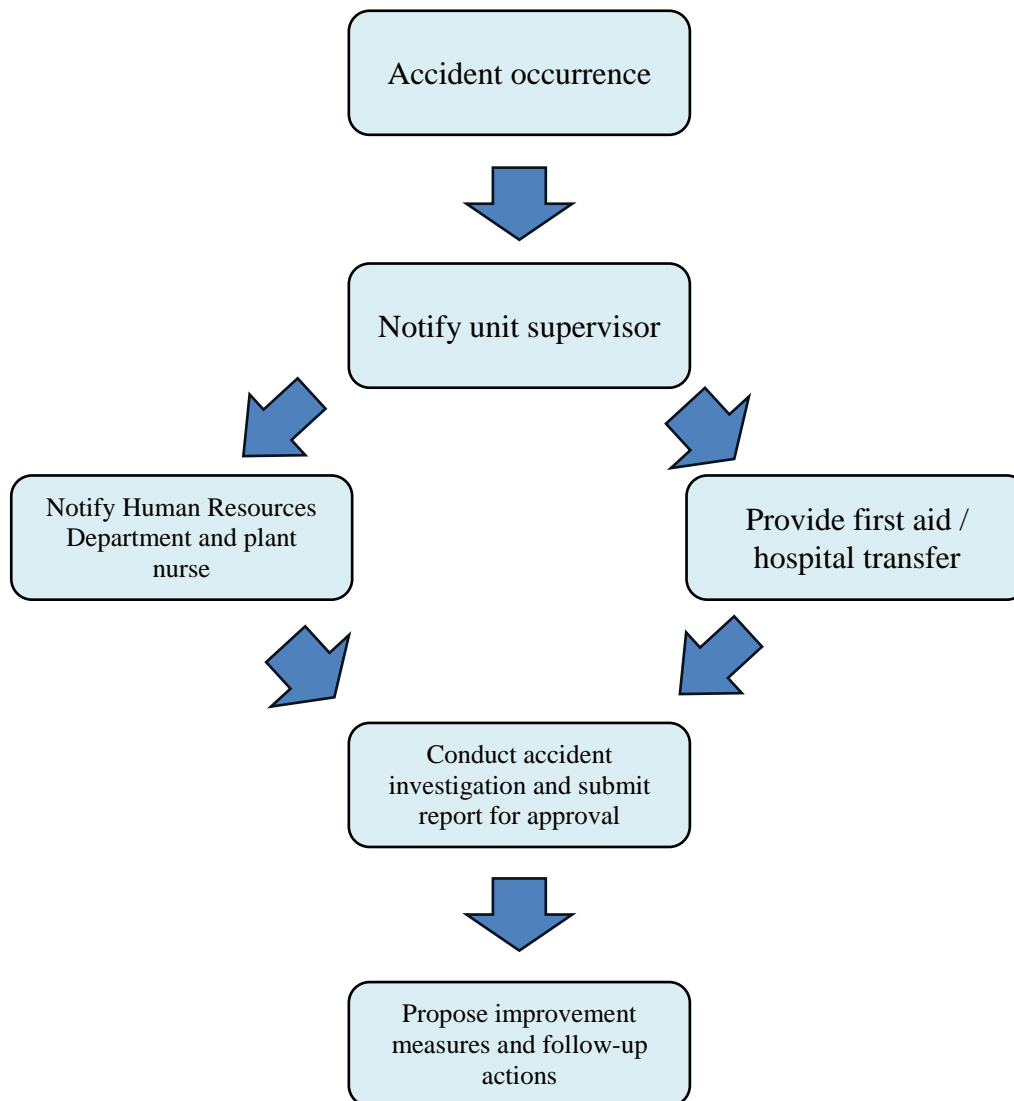 Accident occurrence
Notify unit supervisor
Notify Human Resources
Department and plant
nurse
Provide first aid /
hospital transfer
Conduct accident
investigation and submit
report for approval
Propose improvement
measures and follow-up
actions